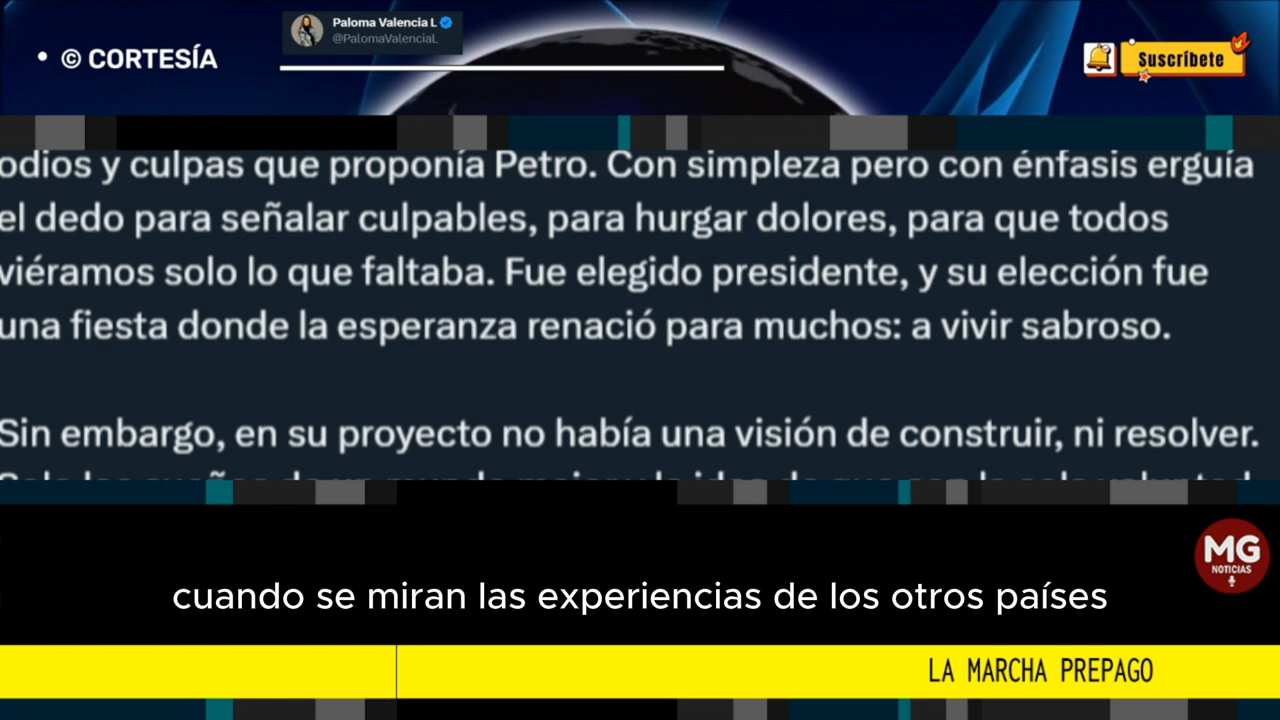 • © CORTESÍA
Paloma Valencia L
@PalomaValenciaL
Suscríbete
odios y culpas que proponía Petro. Con simpleza pero con énfasis erguía
el dedo para señalar culpables, para hurgar dolores, para que todos
viéramos solo lo que faltaba. Fue elegido presidente, y su elección fue
una fiesta donde la esperanza renació para muchos: a vivir sabroso.
Sin embargo, en su proyecto no había una visión de construir, ni resolver.
MG
NOTICIAS
cuando se miran las experiencias de los otros países
LA MARCHA PREPAGO